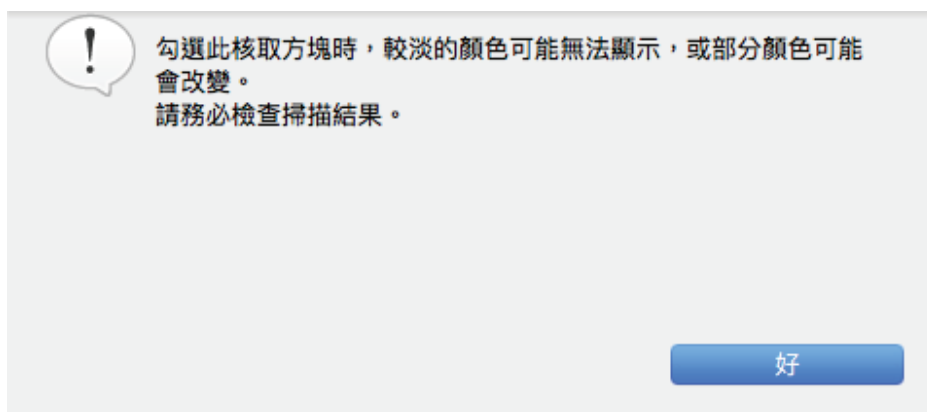 勾選此核取方塊時，較淡的顏色可能無法顯示，或部分顏色可能
會改變。
請務必檢查掃描結果。
好